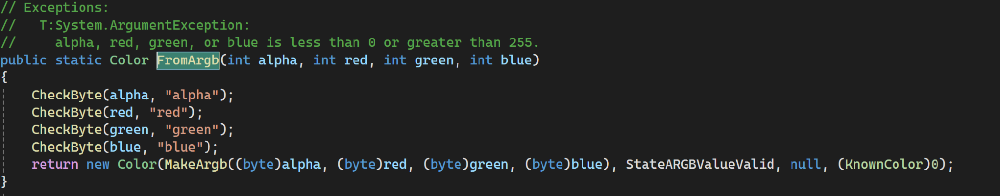 // Exceptions:
//   T:System.ArgumentException:
//     alpha, red, green, or blue is less than 0 or greater than 255.
public static Color FromArgb(int alpha, int red, int green, int blue)
{
    CheckByte(alpha, "alpha");
    CheckByte(red, "red");
    CheckByte(green, "green");
    CheckByte(blue, "blue");
    return new Color(MakeArgb((byte)alpha, (byte)red, (byte)green, (byte)blue), StateARGBValueValid, null, (KnownColor)0);
}